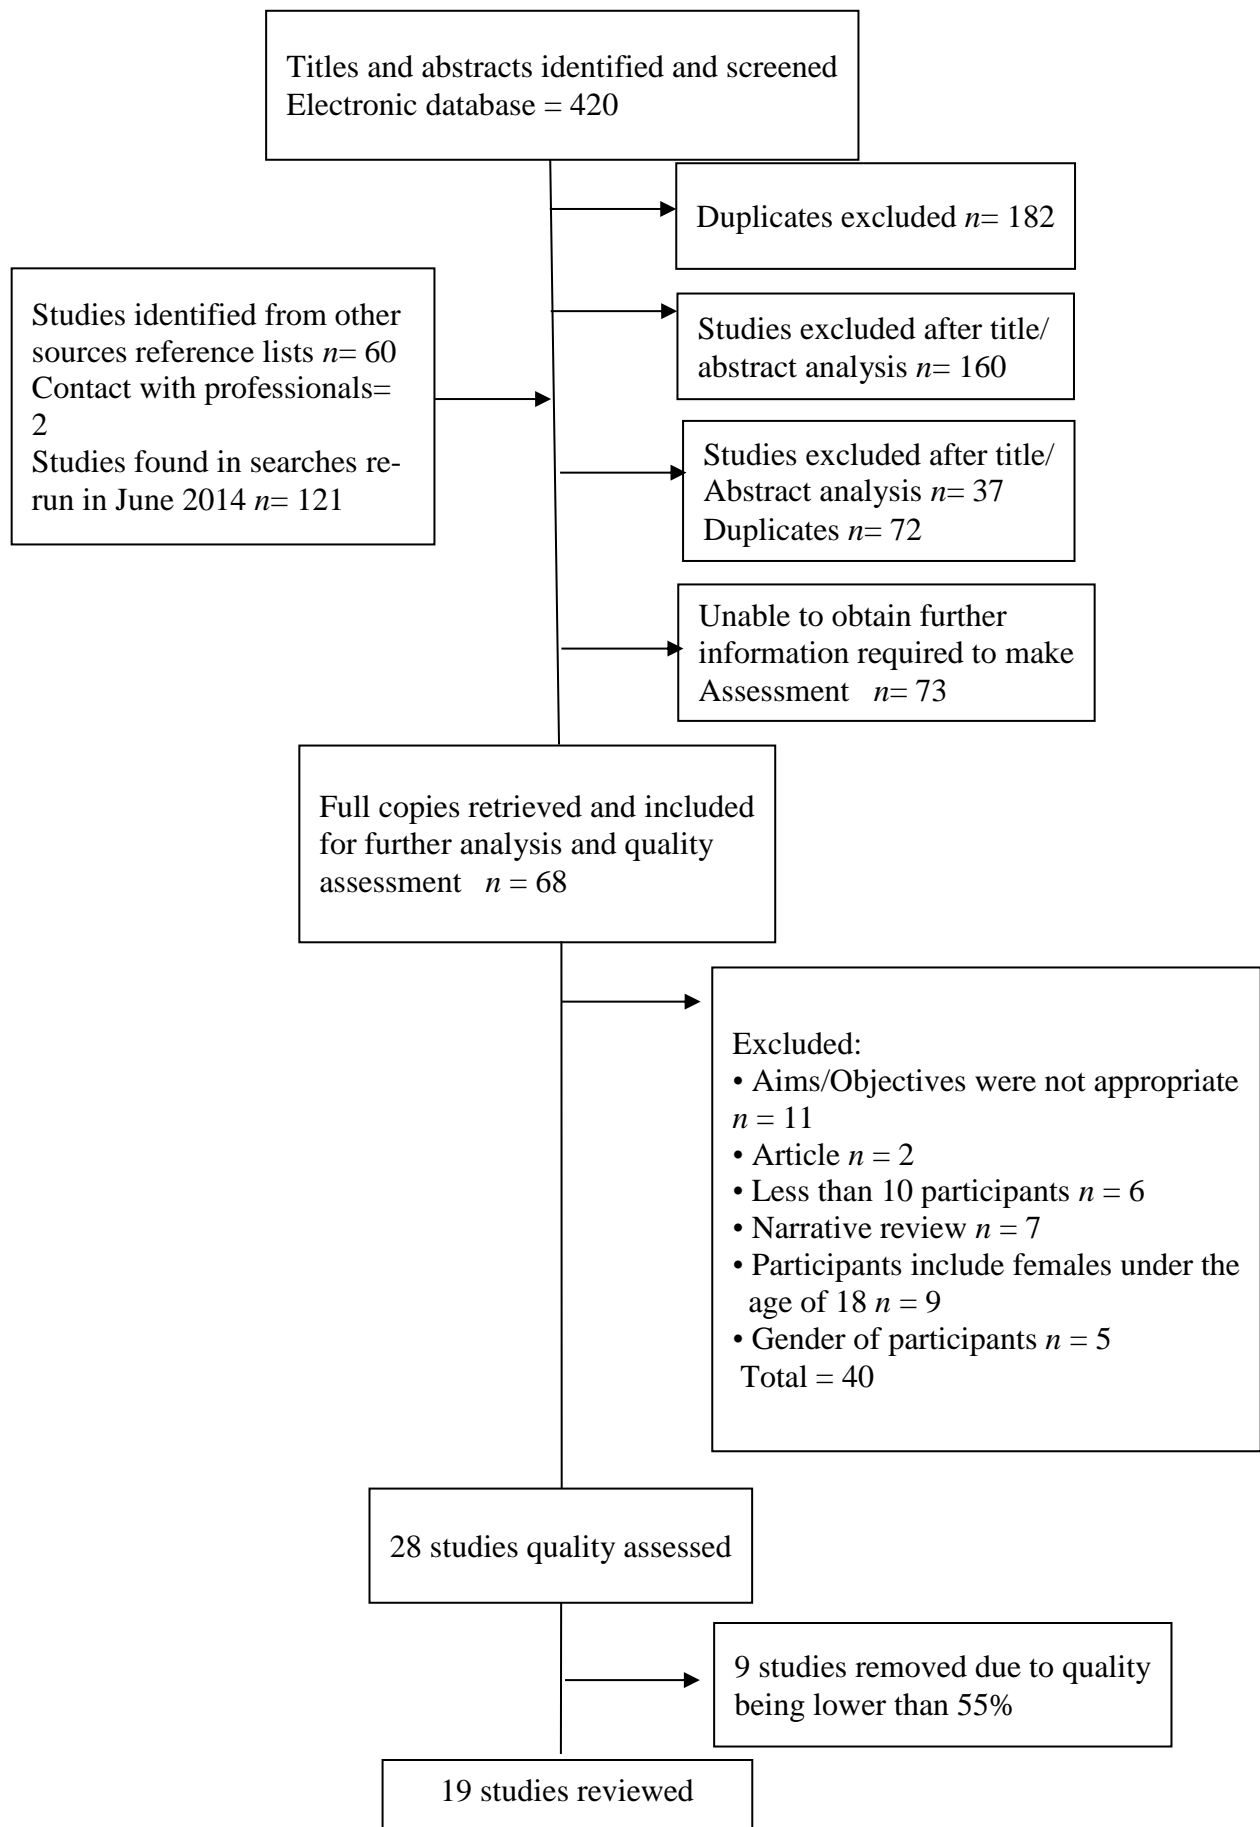 Titles and abstracts identified and screened
Electronic database = 420
Duplicates excluded n= 182
Studies identified from other
sources reference lists n= 60
Contact with professionals=
2
Studies found in searches re-
run in June 2014 n= 121
Studies excluded after title/
abstract analysis n= 160
Studies excluded after title/
Abstract analysis n= 37
Duplicates n= 72
Unable to obtain further
information required to make
Assessment n= 73
Full copies retrieved and included
for further analysis and quality
assessment n = 68
Excluded:
• Aims/Objectives were not appropriate
n = 11
• Article n = 2
• Less than 10 participants n = 6
• Narrative review n = 7
• Participants include females under the
age of 18 n = 9
• Gender of participants n = 5
Total = 40
28 studies quality assessed
9 studies removed due to quality
being lower than 55%
19 studies reviewed